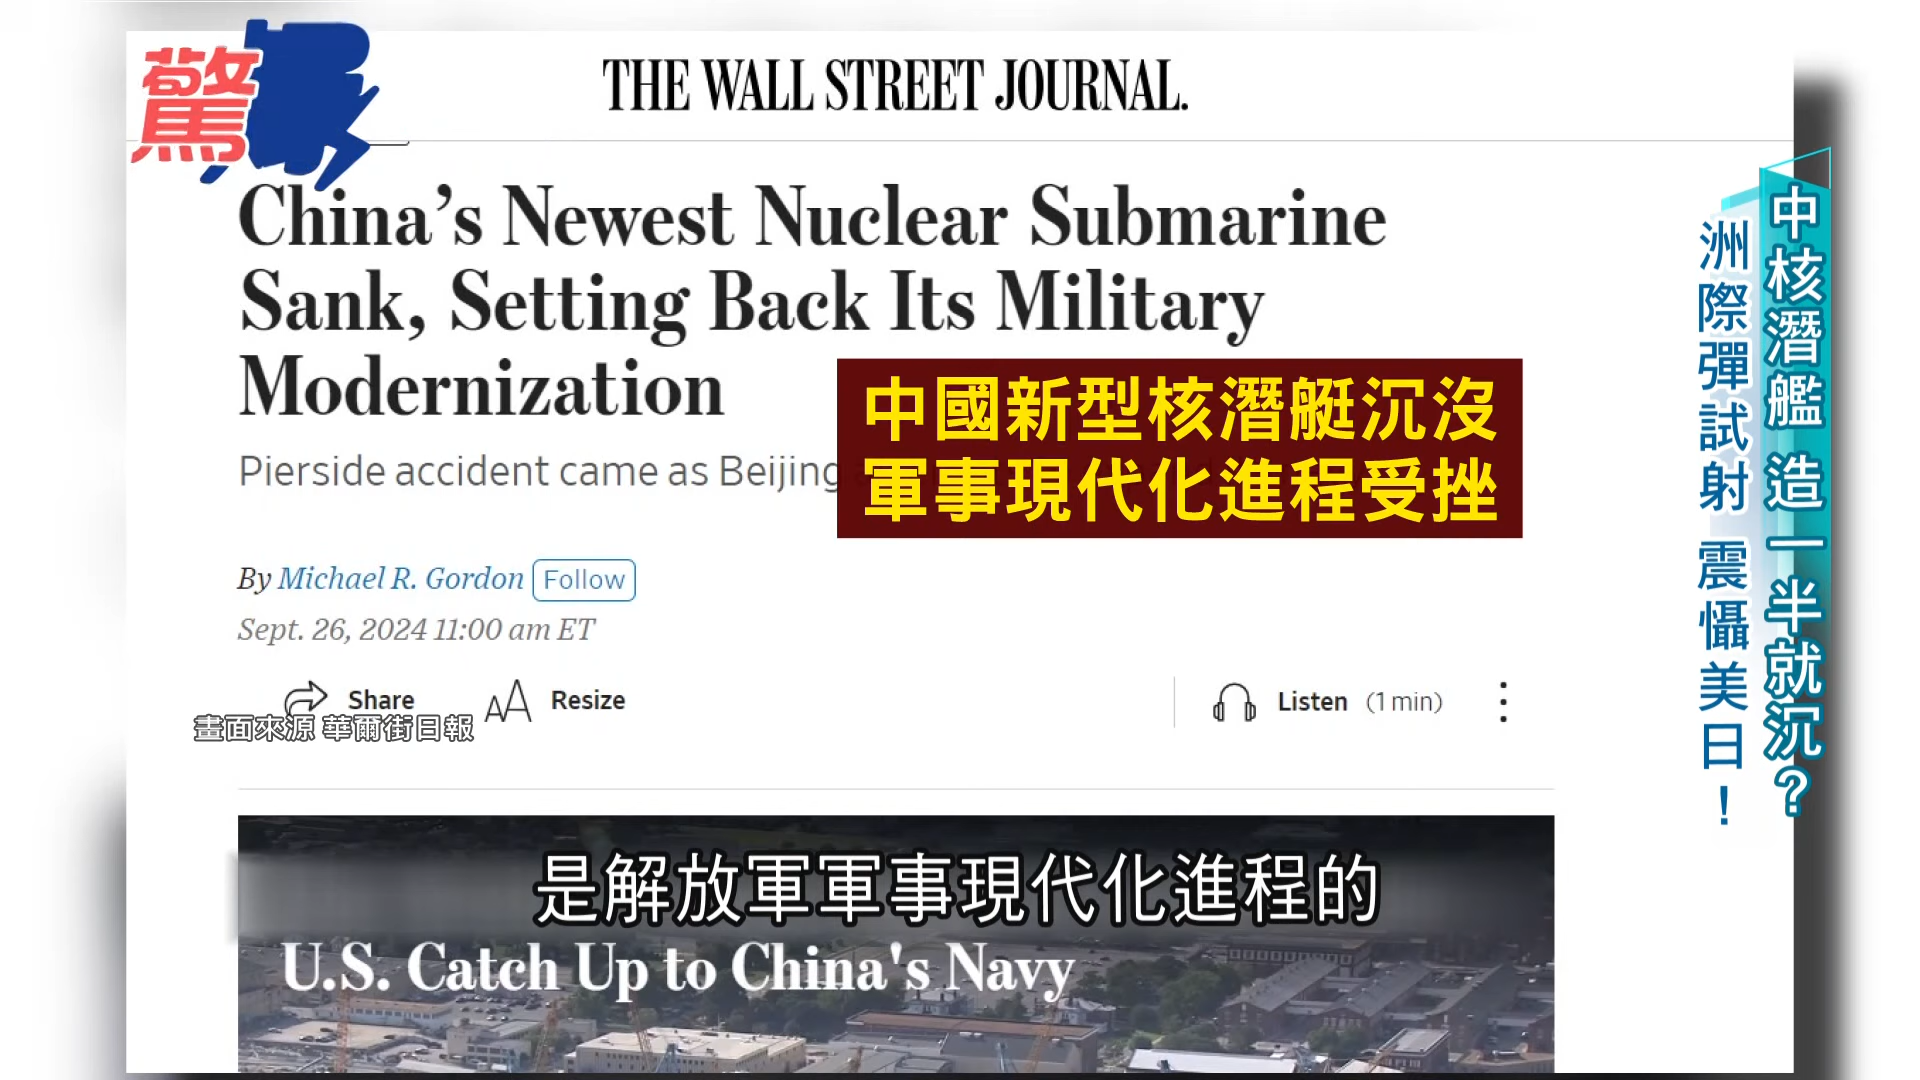 驚
THE WALL STREET JOURNAL.
China's Newest Nuclear Submarine
Sank, Setting Back Its Military
Modernization
中國新型核潛艇沉沒
軍事現代化進程受挫
Pierside accident came as Beijing
By Michael R. Gordon Follow
Sept. 26, 2024 11:00 am ET
Share
Resize
Listen (1 min)
畫面來源 華爾街日報
中核潛艦 造一半就沉?
洲際彈試射 震懾美日!
是解放軍軍事現代化進程的
U.S. Catch Up to China's Navy